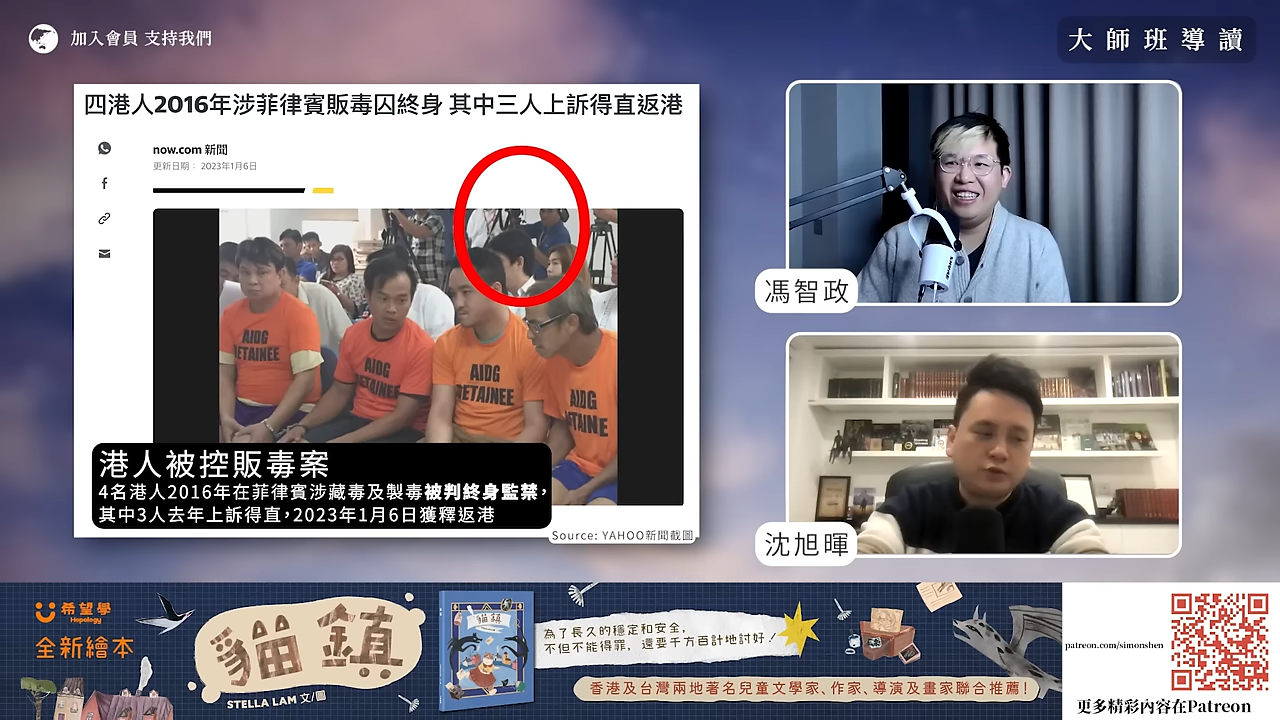 加入會員 支持我們
大師班導讀
四港人2016年涉菲律賓販毒囚終身 其中三人上訴得直返港
now.com 新聞
更新日期： 2023年1月6日
AIDG
DETAINEE
AIDG
DETAINEE
AIDG
DETAINEE
AIDG
DETAINE
港人被控販毒案
4名港人2016年在菲律賓涉藏毒及製毒被判終身監禁，
其中3人去年上訴得直，2023年1月6日獲釋返港
Source: YAHOO新聞截圖
馮智政
沈旭暉
希望學
Hopology
全新繪本
貓鎮
STELLA LAM 文/圖
貓鎮
為了長久的穩定和安全，
不但不能得罪，還要千方百計地討好！
香港及台灣兩地著名兒童文學家、作家、導演及畫家聯合推薦！
patreon.com/simonshen
更多精彩內容在Patreon